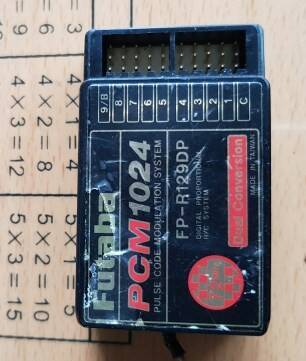 Futaba
PCM1024
PULSE CODE MODULATION SYSTEM
FP-R129DP
DIGITAL PROPORTIONAL
R/C SYSTEM
Dual Conversion
MADE IN TAIWAN
9/B 8 7 6 5 4 3 2 1 C
4 × 1 = 4
4 × 2 = 8
4 × 3 = 12
5 × 1 = 5
5 × 2 = 10
5 × 3 = 15
= 6
= 9